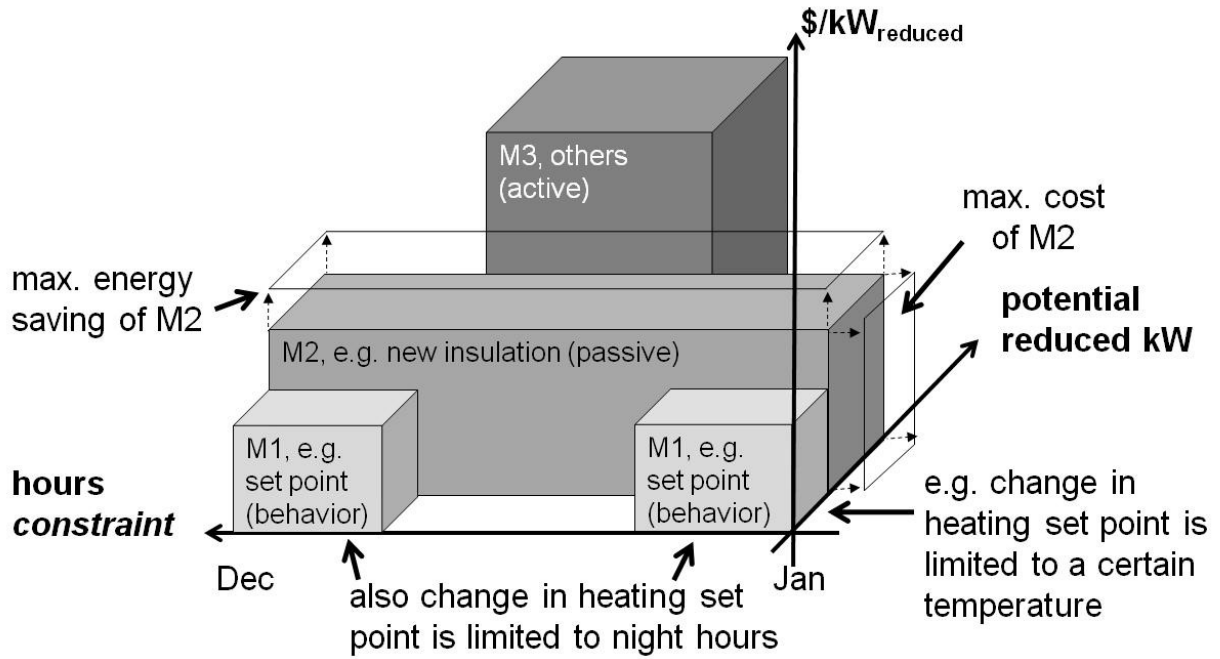 $/kWreduced
M3, others
(active)
max. cost
of M2
max. energy
saving of M2
potential
reduced kW
M2, e.g. new insulation (passive)
M1, e.g.
set point
(behavior)
M1, e.g.
set point
(behavior)
hours
constraint
e.g. change in
heating set point is
limited to a certain
temperature
Dec
Jan
also change in heating set
point is limited to night hours